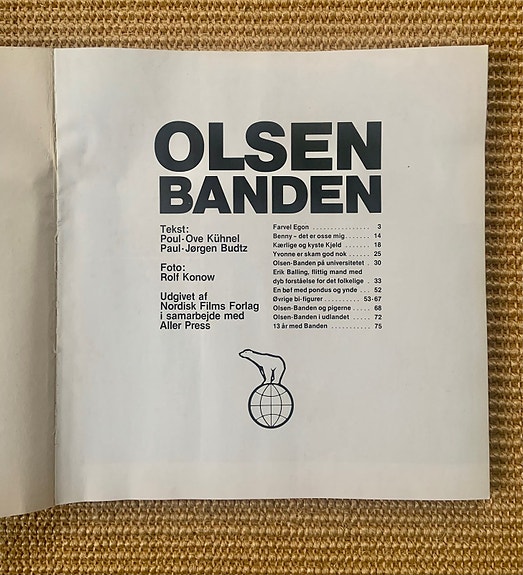 OLSEN
BANDEN
Tekst:
Poul-Ove Kühnel
Paul-Jørgen Budtz
Foto:
Rolf Konow
Udgivet af
Nordisk Films Forlag
i samarbejde med
Aller Press
Farvel Egon . . . . . . . . . . . . . . . . 3
Benny – det er osse mig . . . . . . 14
Kærlige og kyste Kjeld . . . . . . . 18
Yvonne er skam god nok . . . . . 25
Olsen-Banden på universitetet . 30
Erik Balling, flittig mand med
dyb forståelse for det folkelige . 33
En bøf med pondus og ynde . . . 52
Øvrige bi-figurer . . . . . . . . . . 53-67
Olsen-Banden og pigerne . . . . . 68
Olsen-Banden i udlandet . . . . . 72
13 år med Banden . . . . . . . . . . . 75